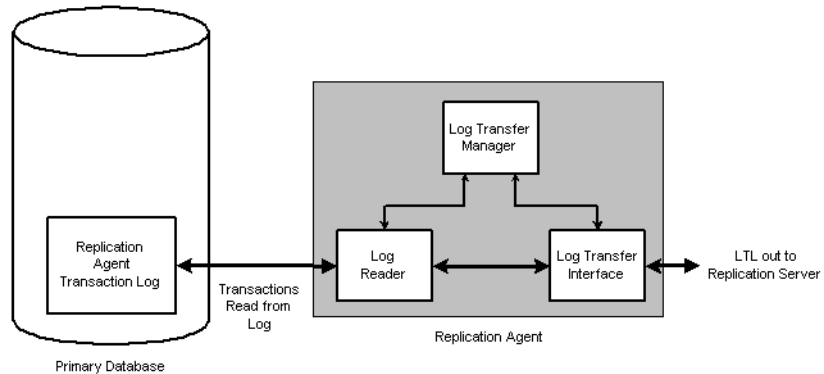 Log Transfer
Manager
Replication
Agent
Transaction Log
Log
Reader
Log Transfer
Interface
LTL out to
Replication Server
Transactions
Read from
Log
Replication Agent
Primary Database